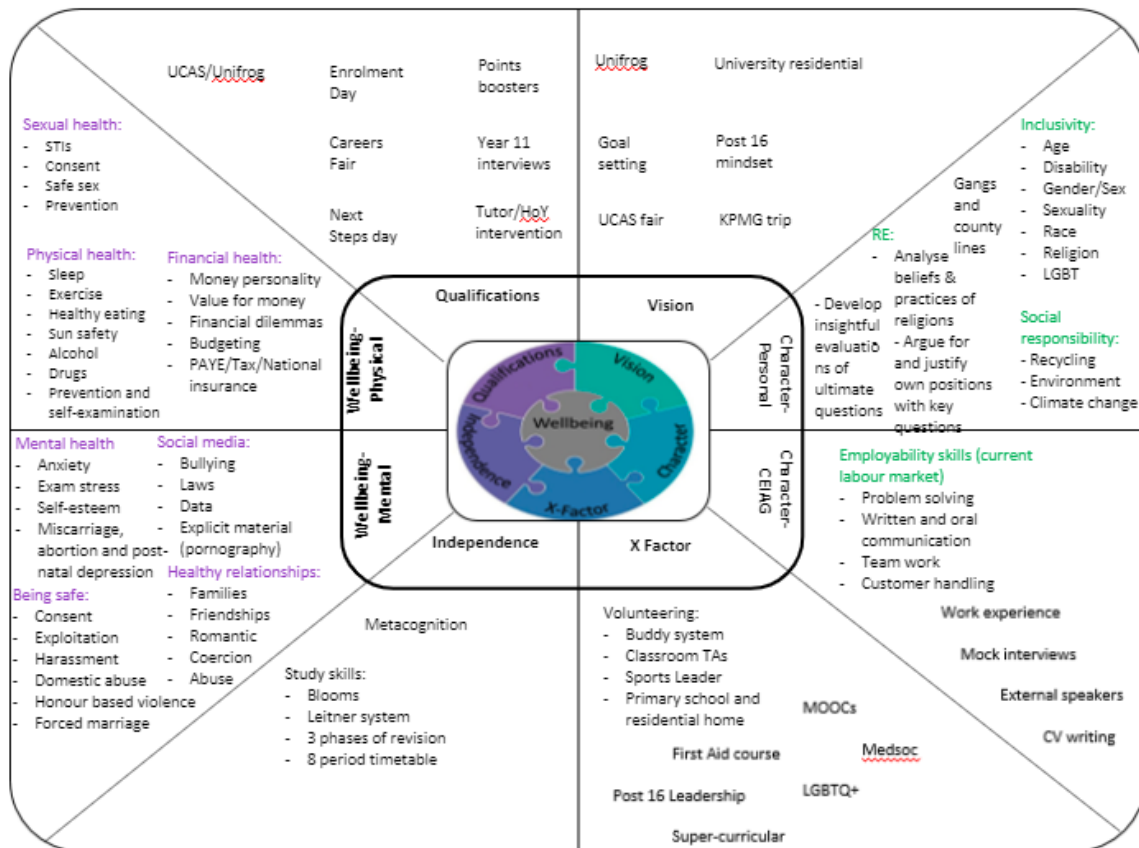 UCAS/Unifrog
Enrolment
Day
Points
boosters
Careers
Fair
Year 11
interviews
Next
Steps day
Tutor/HoY
intervention
Unifrog
University residential
Goal
setting
Post 16
mindset
UCAS fair
KPMG trip
Sexual health:
- STIs
- Consent
- Safe sex
- Prevention
Physical health:
- Sleep
- Exercise
- Healthy eating
- Sun safety
- Alcohol
- Drugs
- Prevention and
self-examination
Financial health:
- Money personality
- Value for money
- Financial dilemmas
- Budgeting
- PAYE/Tax/National
insurance
Inclusivity:
- Age
- Disability
- Gender/Sex
- Sexuality
- Race
- Religion
- LGBT
Gangs
and
county
lines
RE:
- Analyse
beliefs &
practices of
religions
- Argue for
and justify
own positions
with key
questions
- Develop
insightful
evaluatio
ns of
ultimate
questions
Social
responsibility:
- Recycling
- Environment
- Climate change
Qualifications
Vision
Wellbeing-
Physical
Character-
Personal
Qualifications
Vision
Wellbeing
Independence
Character
X-Factor
Wellbeing-
Mental
Character-
CEIAG
Independence
X Factor
Mental health
- Anxiety
- Exam stress
- Self-esteem
- Miscarriage,
abortion and post-
natal depression
Social media:
- Bullying
- Laws
- Data
- Explicit material
(pornography)
Being safe:
- Consent
- Exploitation
- Harassment
- Domestic abuse
- Honour based violence
- Forced marriage
Healthy relationships:
- Families
- Friendships
- Romantic
- Coercion
- Abuse
Metacognition
Study skills:
- Blooms
- Leitner system
- 3 phases of revision
- 8 period timetable
Volunteering:
- Buddy system
- Classroom TAs
- Sports Leader
- Primary school and
residential home
MOOCs
First Aid course
Medsoc
Post 16 Leadership
LGBTQ+
Super-curricular
Employability skills (current
labour market)
- Problem solving
- Written and oral
communication
- Team work
- Customer handling
Work experience
Mock interviews
External speakers
CV writing